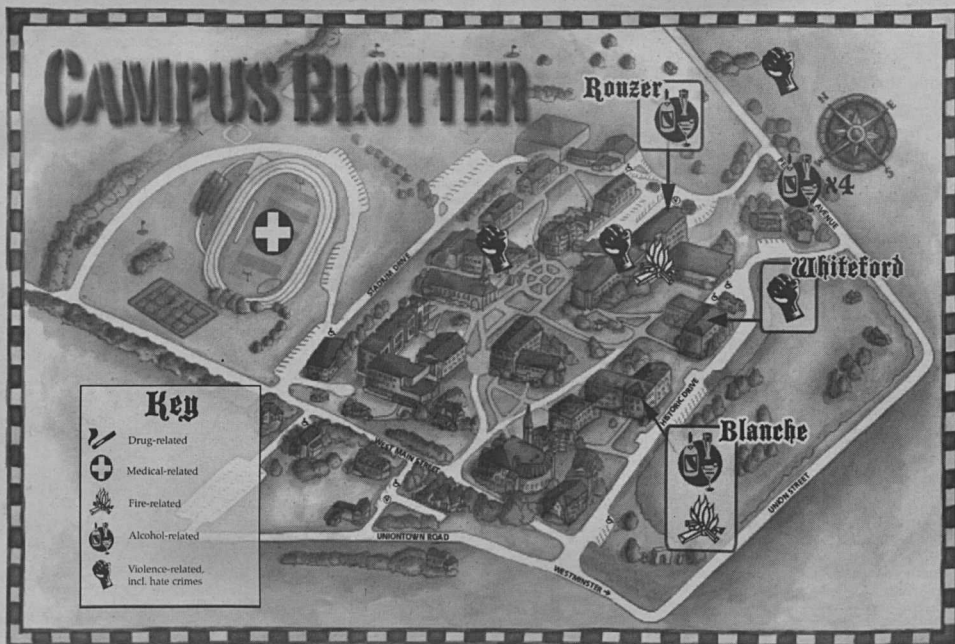 CAMPUS BLOTTER
Rouzer
N
E
S
W
x4
AVENUE
STADIUM DRIVE
Whiteford
HISTORIC DRIVE
Blanche
WEST MAIN STREET
UNION STREET
UNIONTOWN ROAD
WESTMINSTER →
Key
Drug-related
Medical-related
Fire-related
Alcohol-related
Violence-related,
incl. hate crimes